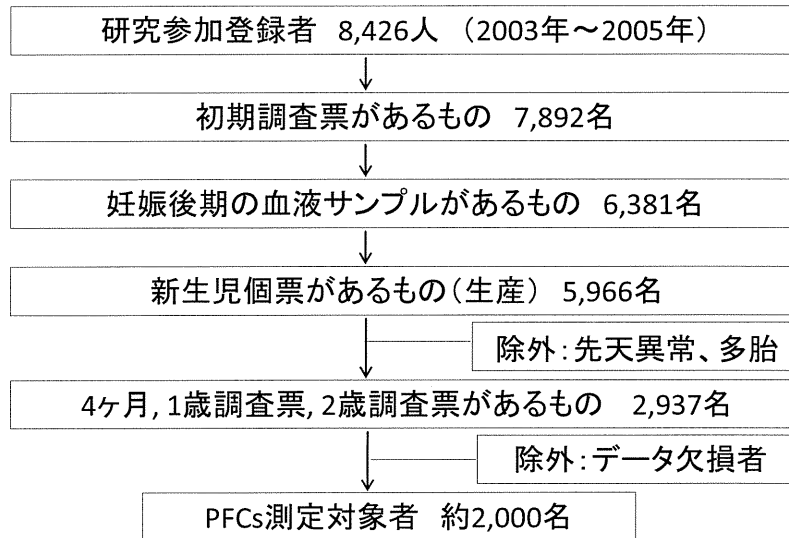 研究参加登録者 8,426人 (2003年～2005年)
初期調査票があるもの 7,892名
妊娠後期の血液サンプルがあるもの 6,381名
新生児個票があるもの(生産) 5,966名
除外:先天異常、多胎
4ヶ月, 1歳調査票, 2歳調査票があるもの 2,937名
除外:データ欠損者
PFCs測定対象者 約2,000名